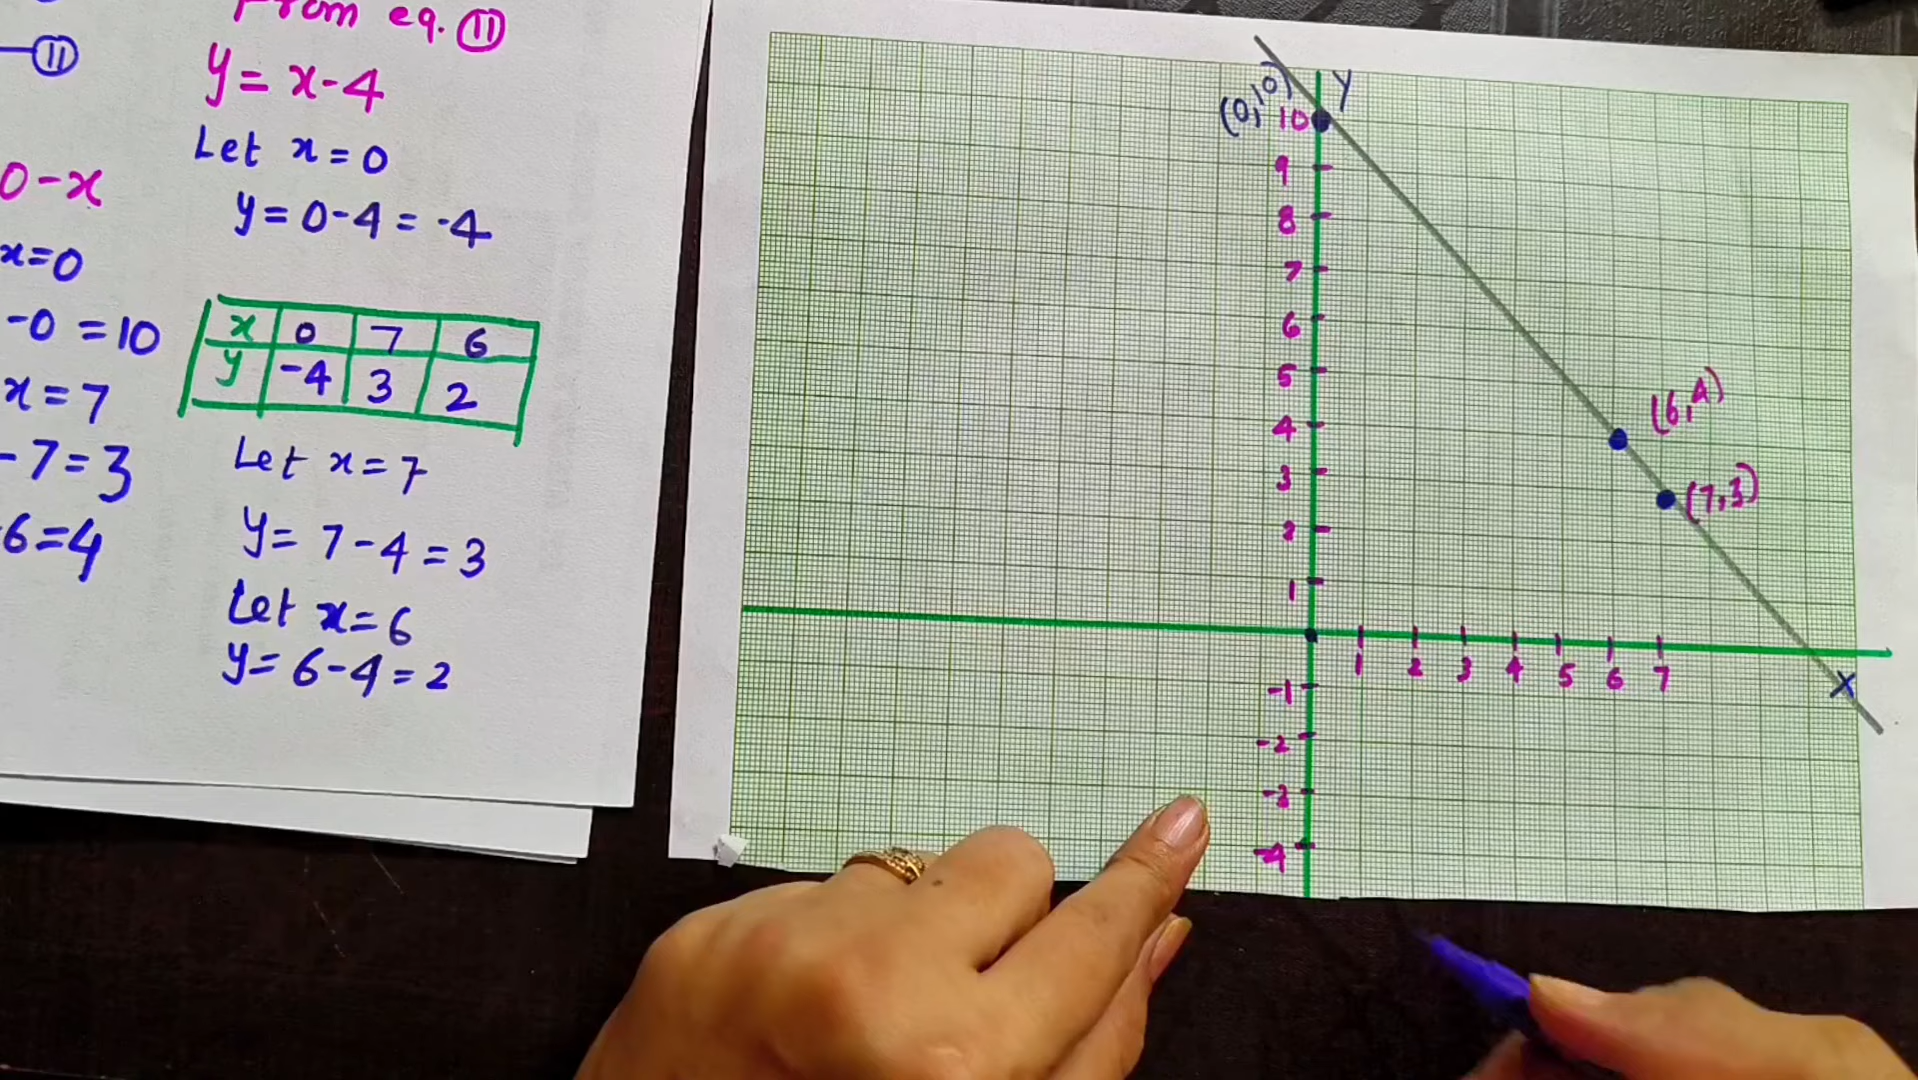 From eq. 11
11
y = x - 4
Let x = 0
y = 0 - 4 = -4
0 - x
x = 0
-0 = 10
x = 7
- 7 = 3
6 = 4
x 0 7 6
y -4 3 2
Let x = 7
y = 7 - 4 = 3
Let x = 6
y = 6 - 4 = 2
y
(0,10)
10
9
8
7
6
5
4
3
2
1
(6,4)
(7,3)
1 2 3 4 5 6 7
X
-1
-2
-3
-4